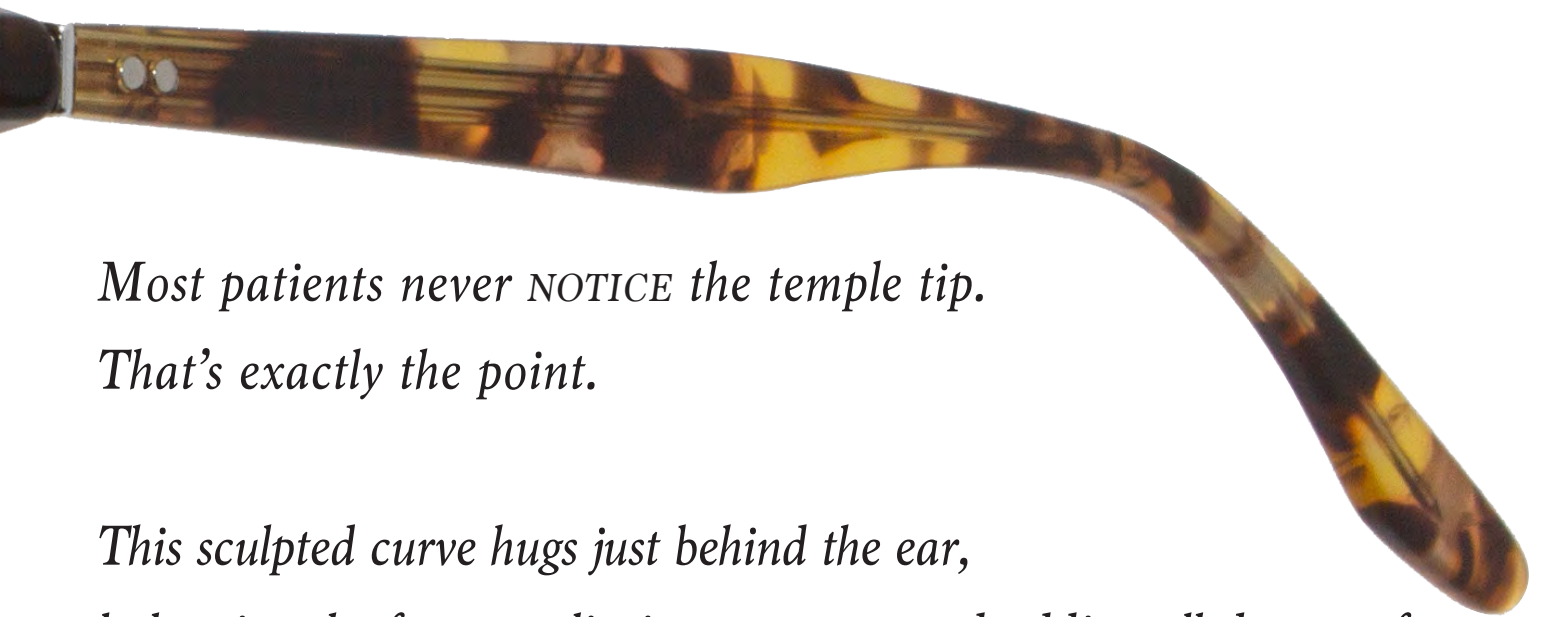 Most patients never NOTICE the temple tip.
That’s exactly the point.
This sculpted curve hugs just behind the ear,